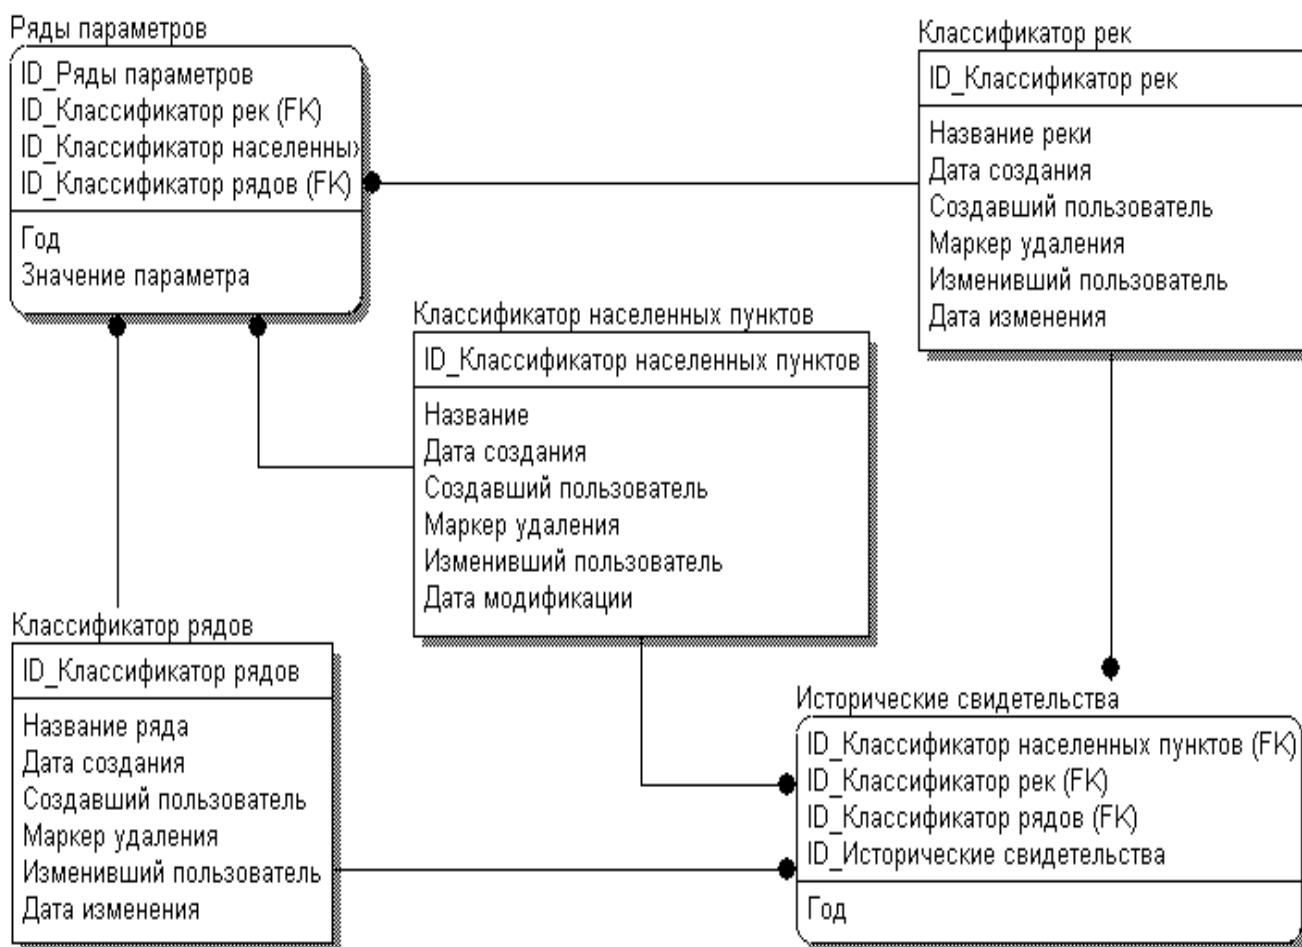 Ряды параметров
ID_Ряды параметров
ID_Классификатор рек (FK)
ID_Классификатор населенных
ID_Классификатор рядов (FK)
Год
Значение параметра
Классификатор рек
ID_Классификатор рек
Название реки
Дата создания
Создавший пользователь
Маркер удаления
Изменивший пользователь
Дата изменения
Классификатор населенных пунктов
ID_Классификатор населенных пунктов
Название
Дата создания
Создавший пользователь
Маркер удаления
Изменивший пользователь
Дата модификации
Классификатор рядов
ID_Классификатор рядов
Название ряда
Дата создания
Создавший пользователь
Маркер удаления
Изменивший пользователь
Дата изменения
Исторические свидетельства
ID_Классификатор населенных пунктов (FK)
ID_Классификатор рек (FK)
ID_Классификатор рядов (FK)
ID_Исторические свидетельства
Год